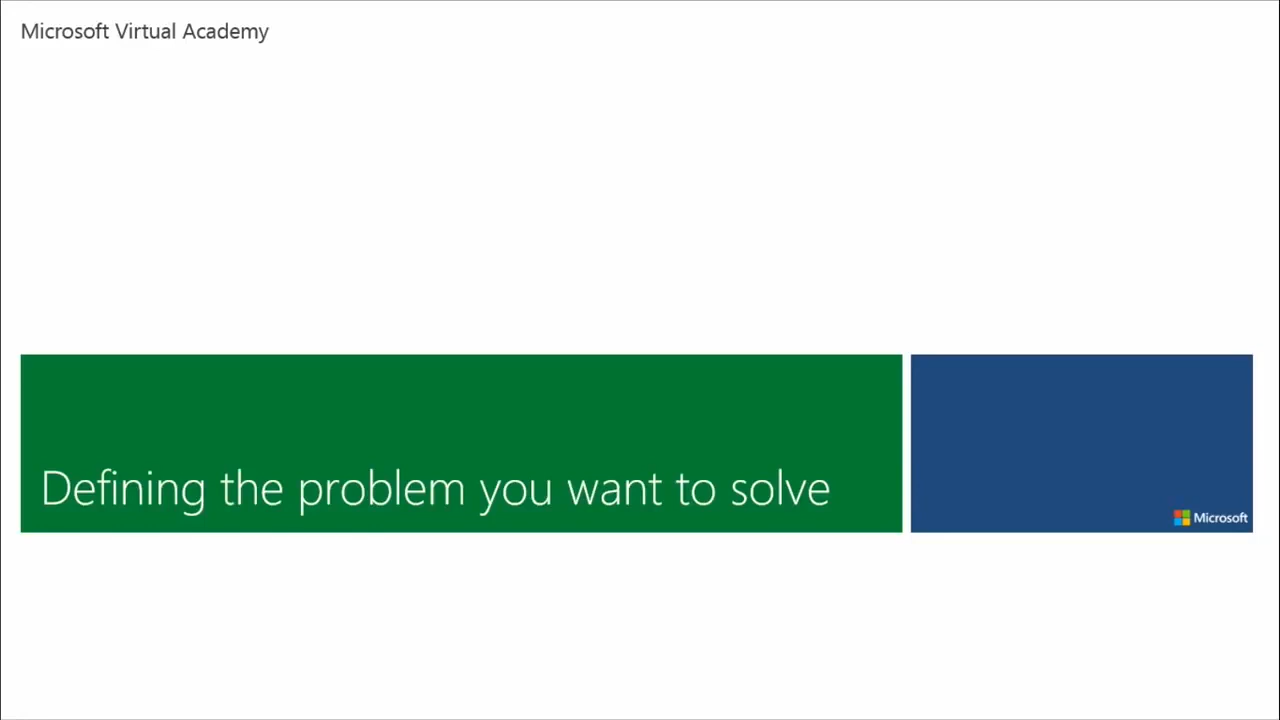 Microsoft Virtual Academy
Defining the problem you want to solve
Microsoft